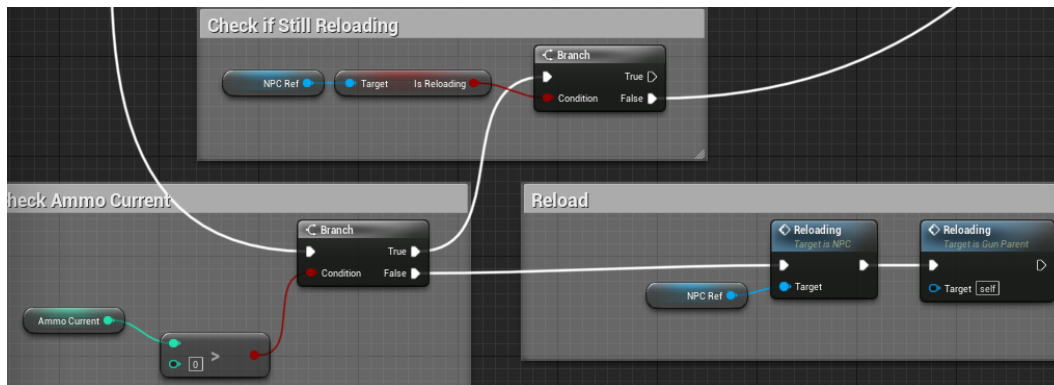 Check if Still Reloading
Branch
NPC Ref
Target
Is Reloading
True
Condition
False
heck Ammo Current
Branch
True
Condition
False
Ammo Current
0
>
Reload
Reloading
Target is NPC
Target
NPC Ref
Reloading
Target is Gun Parent
Target
self